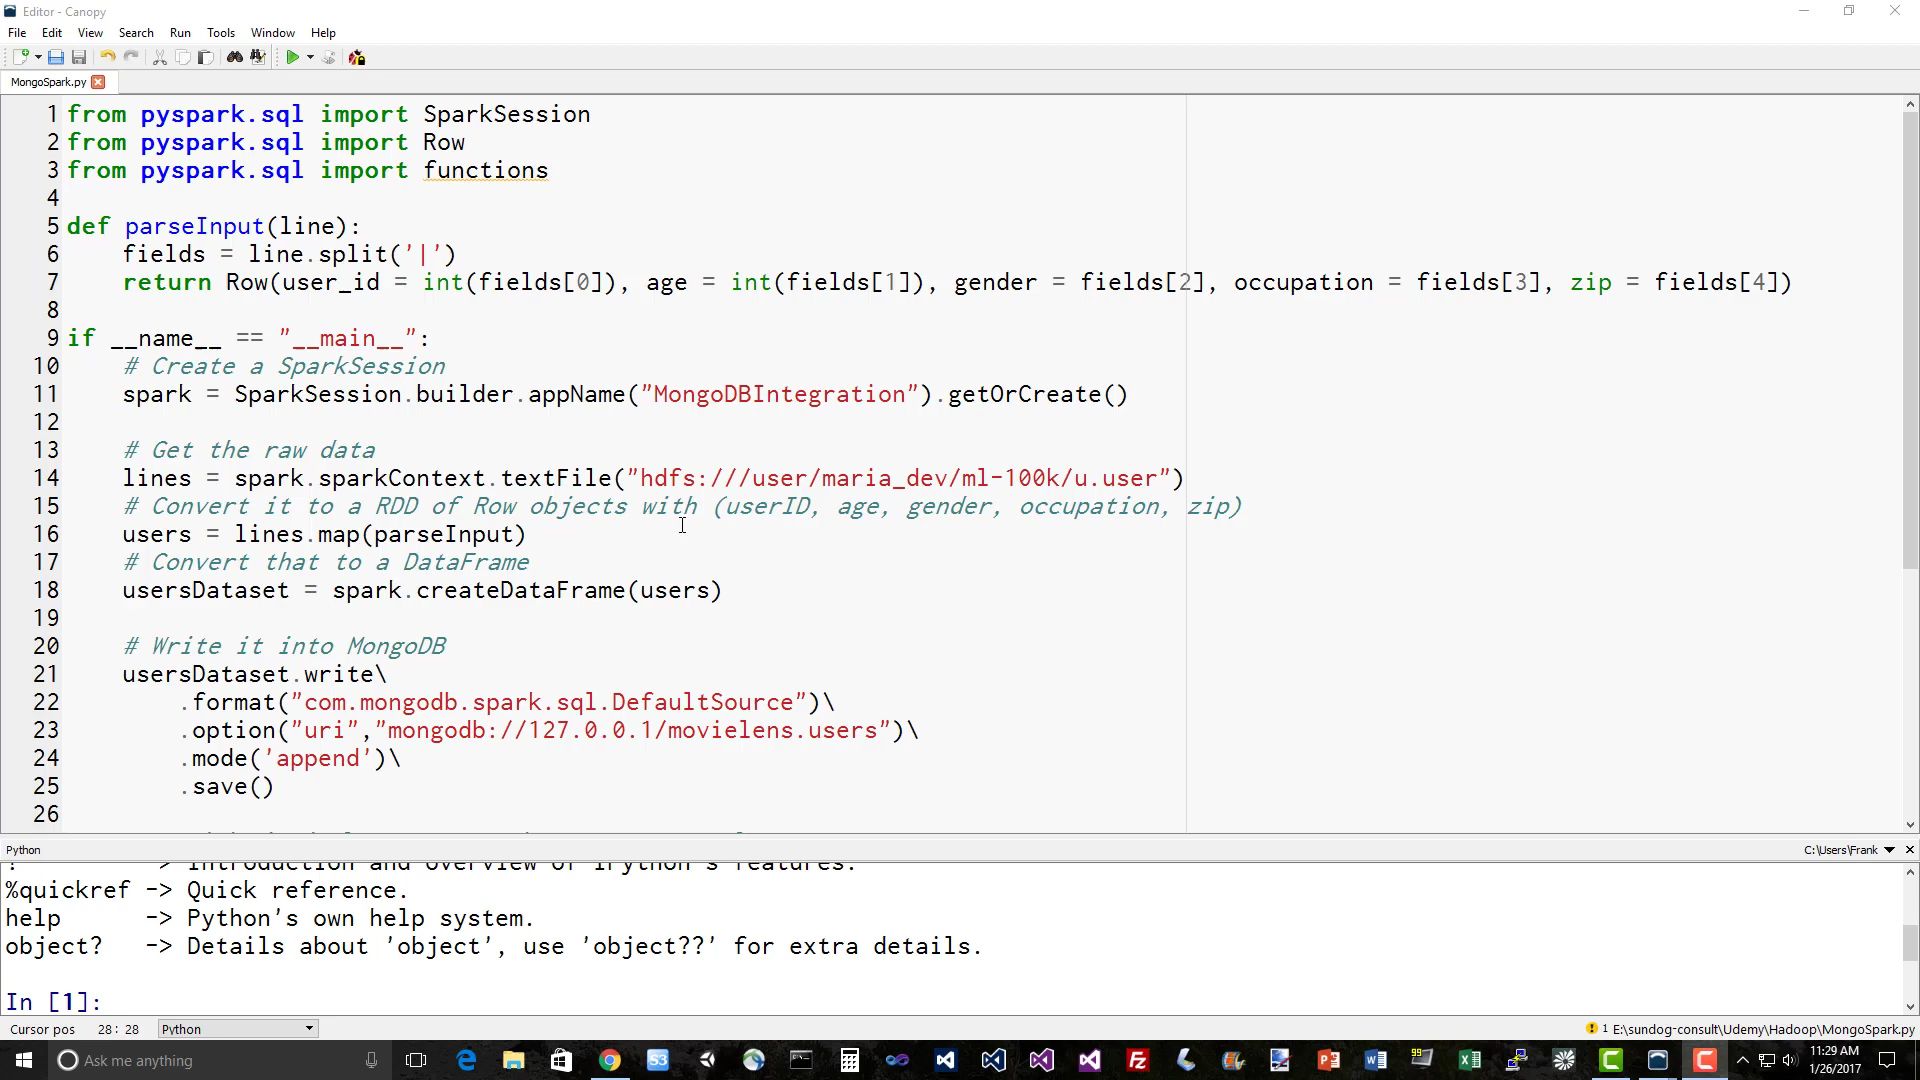 Editor - Canopy
File Edit View Search Run Tools Window Help
MongoSpark.py
1 from pyspark.sql import SparkSession
2 from pyspark.sql import Row
3 from pyspark.sql import functions
4
5 def parseInput(line):
6 fields = line.split('|')
7 return Row(user_id = int(fields[0]), age = int(fields[1]), gender = fields[2], occupation = fields[3], zip = fields[4])
8
9 if __name__ == "__main__":
10 # Create a SparkSession
11 spark = SparkSession.builder.appName("MongoDBIntegration").getOrCreate()
12
13 # Get the raw data
14 lines = spark.sparkContext.textFile("hdfs:///user/maria_dev/ml-100k/u.user")
15 # Convert it to a RDD of Row objects with (userID, age, gender, occupation, zip)
16 users = lines.map(parseInput)
17 # Convert that to a DataFrame
18 usersDataset = spark.createDataFrame(users)
19
20 # Write it into MongoDB
21 usersDataset.write\
22 .format("com.mongodb.spark.sql.DefaultSource")\
23 .option("uri","mongodb://127.0.0.1/movielens.users")\
24 .mode('append')\
25 .save()
26
Python C:\Users\Frank
? -> Introduction and overview of IPython's features.
%quickref -> Quick reference.
help -> Python's own help system.
object? -> Details about 'object', use 'object??' for extra details.
In [1]:
Cursor pos 28: 28 Python 1 E:\sundog-consult\Udemy\Hadoop\MongoSpark.py
Ask me anything
11:29 AM
1/26/2017